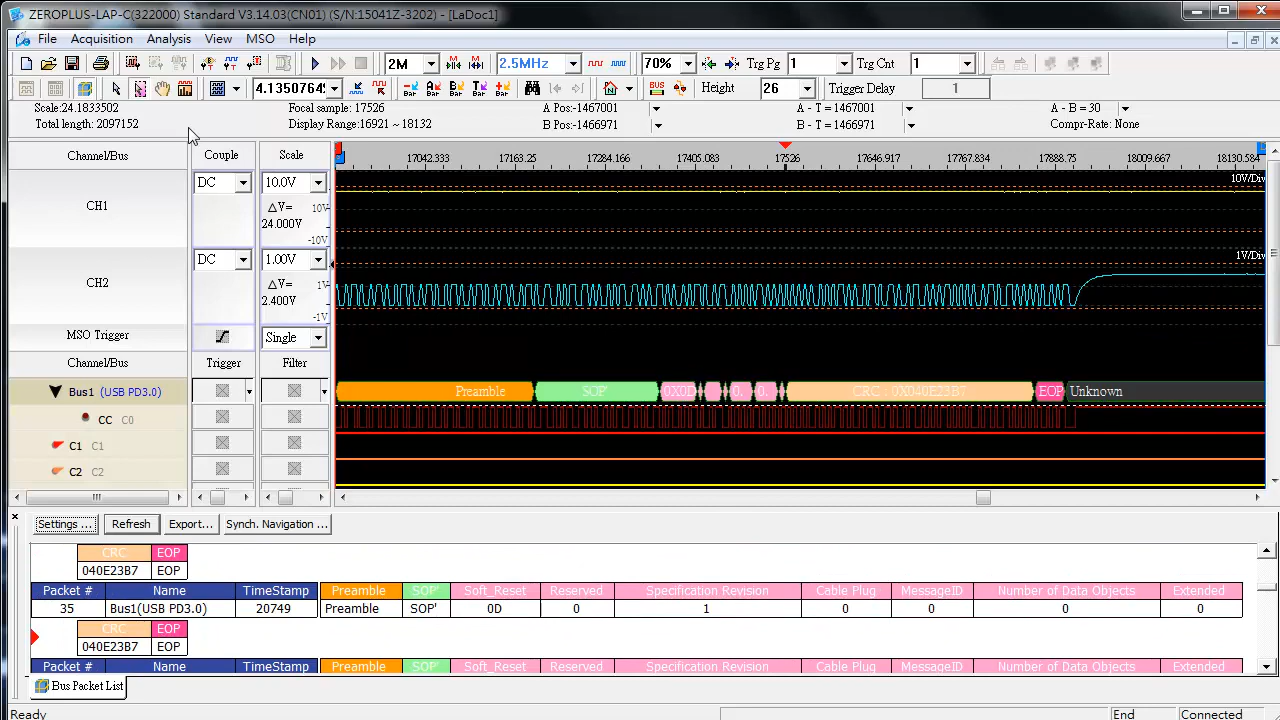 ZEROPLUS-LAP-C(322000) Standard V3.14.03(CN01) (S/N:15041Z-3202) - [LaDoc1]
File Acquisition Analysis View MSO Help
2M 2.5MHz 70% Trg Pg 1 Trg Cnt 1
4.1350764 Height 26 Trigger Delay 1
Scale:24.1833502 Focal sample: 17526 A Pos:-1467001 A - T = 1467001 A - B = 30
Total length: 2097152 Display Range:16921 ~ 18132 B Pos:-1466971 B - T = 1466971 Compr-Rate: None
Channel/Bus Couple Scale 17042.333 17163.25 17284.166 17405.083 17526 17646.917 17767.834 17888.75 18009.667 18130.584
DC 10.0V 10V/Div
CH1 10V
△V=
24.000V
-10V
DC 1.00V 1V/Div
CH2 △V= 1V
2.400V
-1V
MSO Trigger Single
Channel/Bus Trigger Filter
Bus1 (USB PD3.0) Preamble SOP' 0X0D 0. 0. CRC : 0X040E23B7 EOP Unknown
CC C0
C1 C1
C2 C2
Settings ... Refresh Export... Synch. Navigation ...
CRC EOP
040E23B7 EOP
Packet # Name TimeStamp Preamble SOP' Soft_Reset Reserved Specification Revision Cable Plug MessageID Number of Data Objects Extended
35 Bus1(USB PD3.0) 20749 Preamble SOP' 0D 0 1 0 0 0 0
CRC EOP
040E23B7 EOP
Packet # Name TimeStamp Preamble SOP' Soft_Reset Reserved Specification Revision Cable Plug MessageID Number of Data Objects Extended
Bus Packet List
Ready End Connected